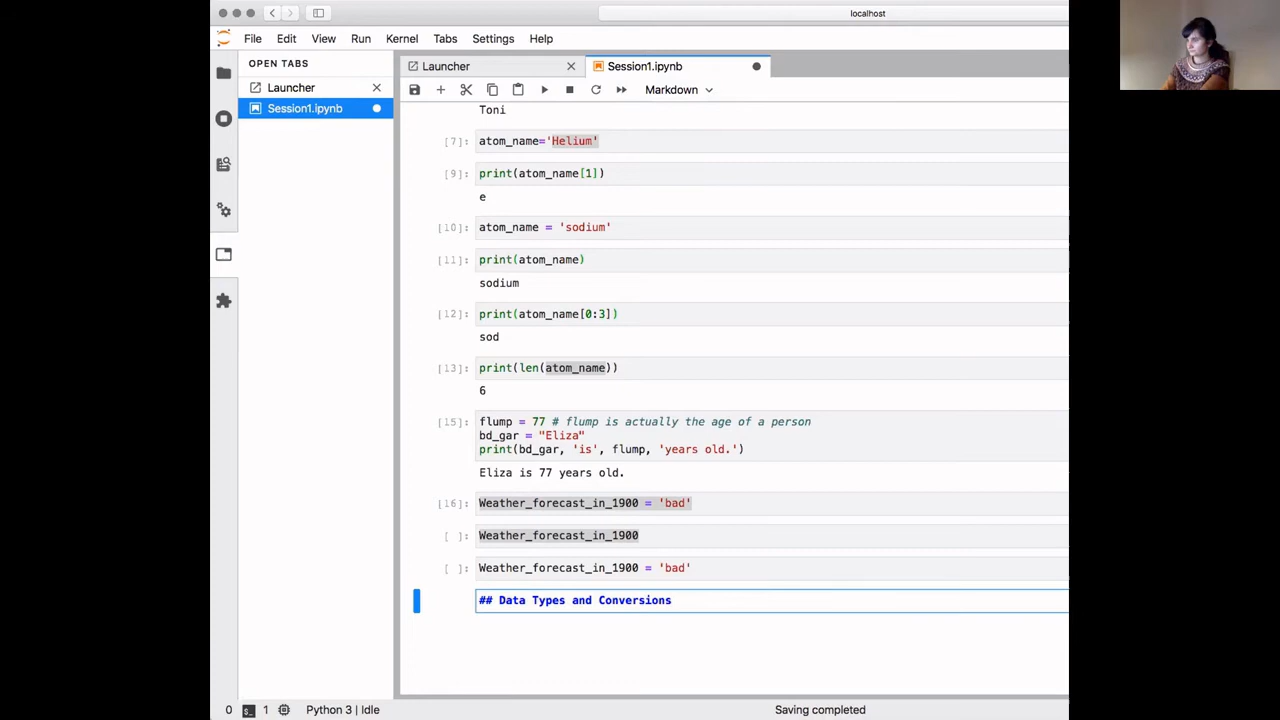 localhost
File Edit View Run Kernel Tabs Settings Help
OPEN TABS
Launcher
Session1.ipynb
Launcher
Session1.ipynb
Markdown
Toni
[7]: atom_name='Helium'
[9]: print(atom_name[1])
e
[10]: atom_name = 'sodium'
[11]: print(atom_name)
sodium
[12]: print(atom_name[0:3])
sod
[13]: print(len(atom_name))
6
[15]: flump = 77 # flump is actually the age of a person
bd_gar = "Eliza"
print(bd_gar, 'is', flump, 'years old.')
Eliza is 77 years old.
[16]: Weather_forecast_in_1900 = 'bad'
[ ]: Weather_forecast_in_1900
[ ]: Weather_forecast_in_1900 = 'bad'
## Data Types and Conversions
0 1 Python 3 | Idle Saving completed